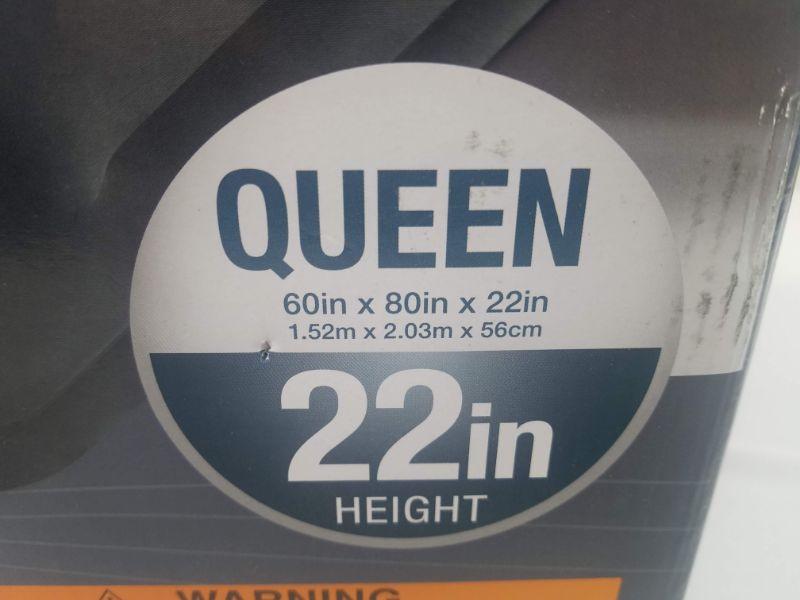 QUEEN
60in x 80in x 22in
1.52m x 2.03m x 56cm
22in
HEIGHT
WARNING